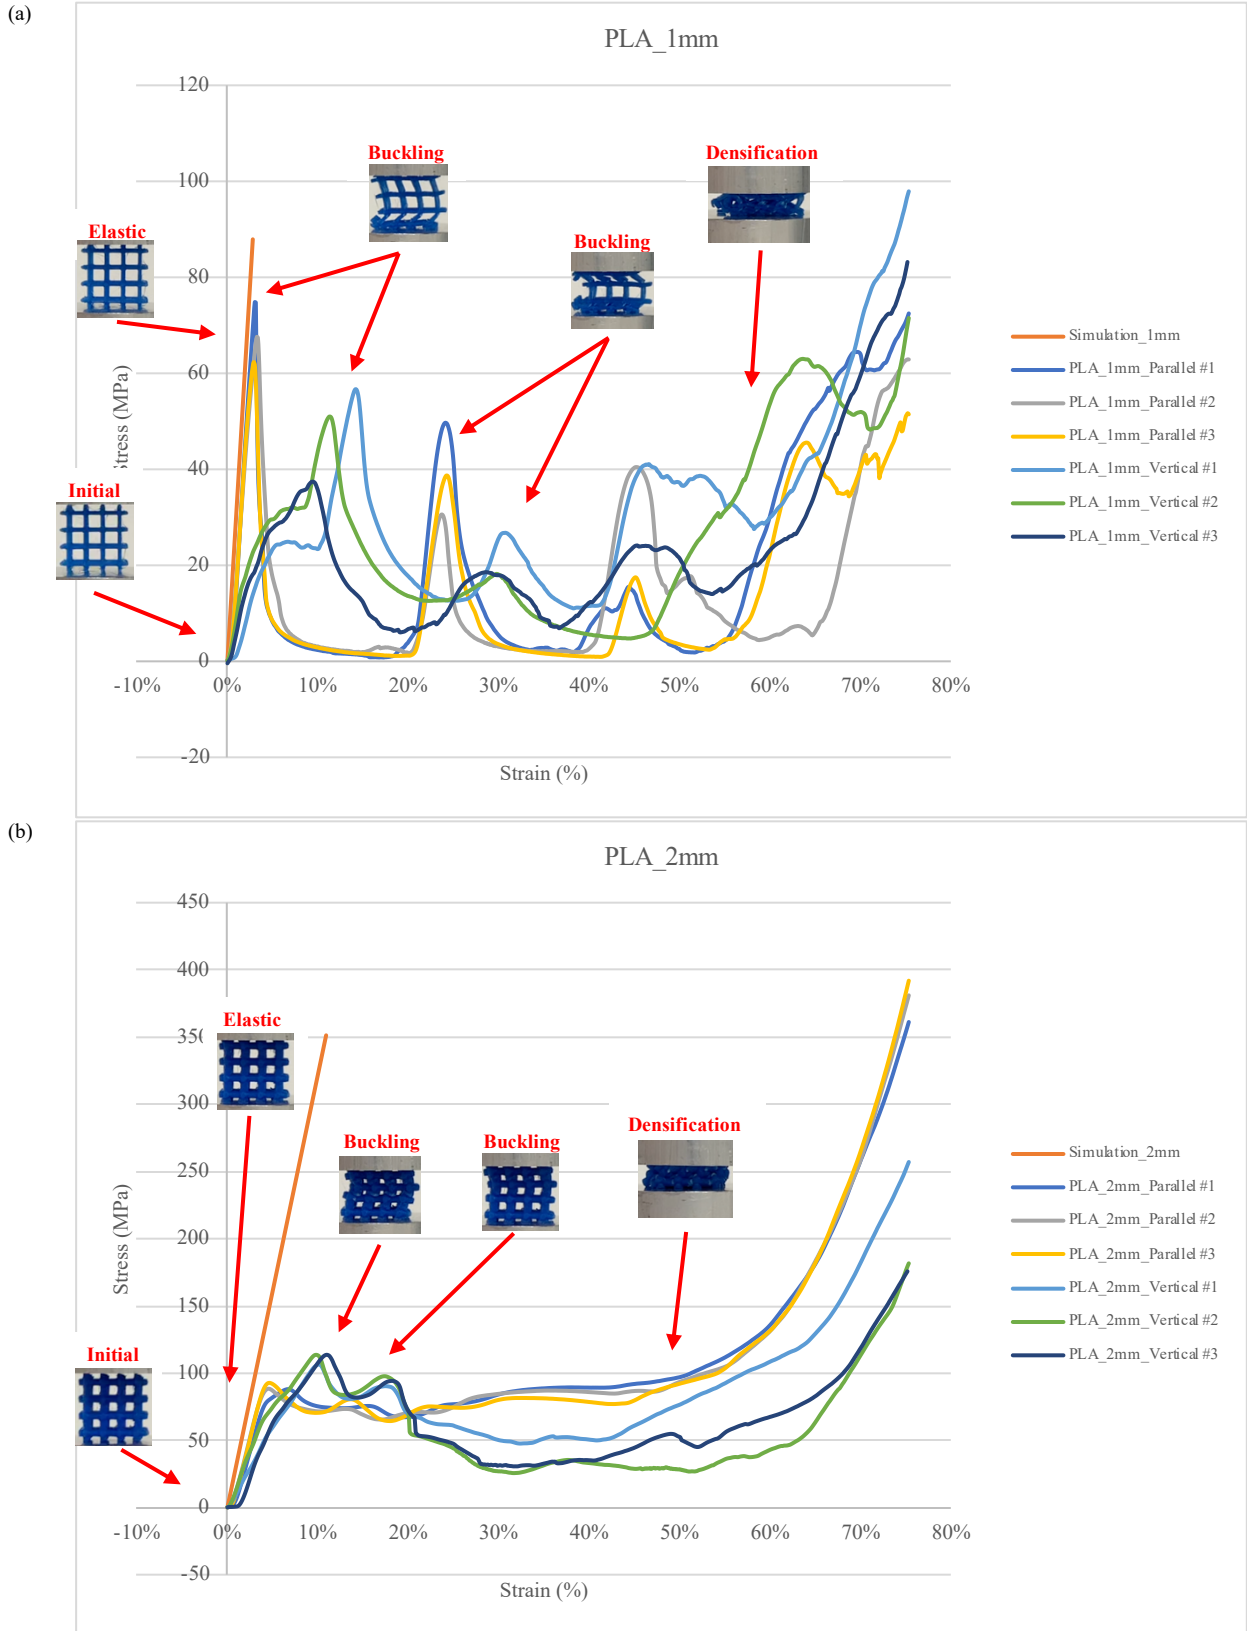 (a)
PLA_1mm
120
Buckling
Densification
100
Elastic
Buckling
80
Simulation_1mm
PLA_1mm_Parallel #1
60
PLA_1mm_Parallel #2
Stress (MPa)
PLA_1mm_Parallel #3
40
PLA_1mm_Vertical #1
Initial
PLA_1mm_Vertical #2
PLA_1mm_Vertical #3
20
0
-10% 0% 10% 20% 30% 40% 50% 60% 70% 80%
-20
Strain (%)
(b)
PLA_2mm
450
400
Elastic
350
300
Buckling Buckling Densification
250
Simulation_2mm
PLA_2mm_Parallel #1
200
PLA_2mm_Parallel #2
Stress (MPa)
PLA_2mm_Parallel #3
150
PLA_2mm_Vertical #1
PLA_2mm_Vertical #2
Initial
PLA_2mm_Vertical #3
100
50
0
-10% 0% 10% 20% 30% 40% 50% 60% 70% 80%
-50
Strain (%)